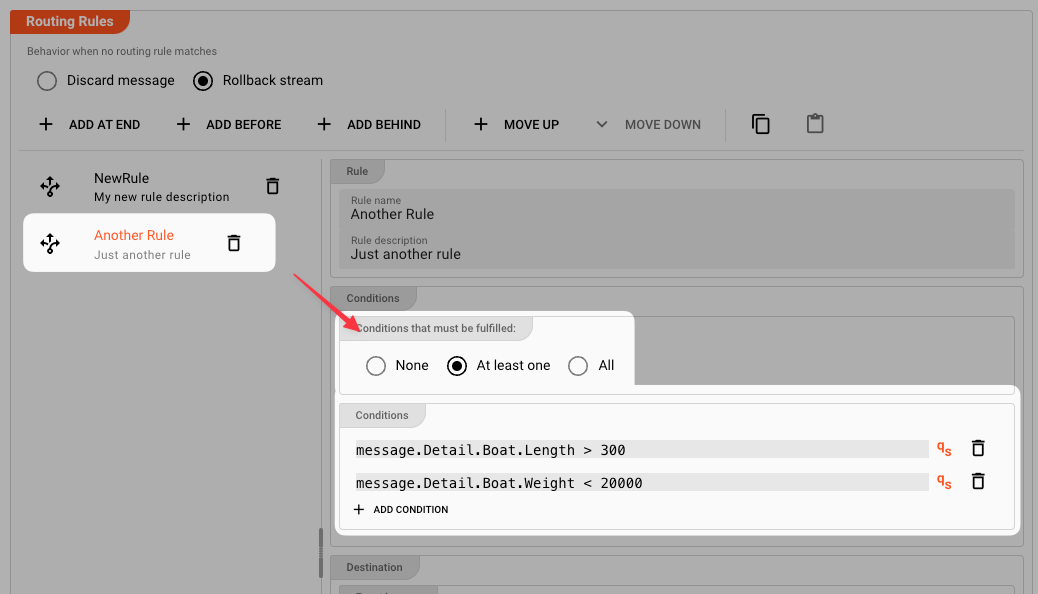 Routing Rules
Behavior when no routing rule matches
Discard message Rollback stream
ADD AT END ADD BEFORE ADD BEHIND MOVE UP MOVE DOWN
NewRule
My new rule description
Another Rule
Just another rule
Rule
Rule name
Another Rule
Rule description
Just another rule
Conditions
Conditions that must be fulfilled:
None At least one All
Conditions
message.Detail.Boat.Length > 300 qs
message.Detail.Boat.Weight < 20000 qs
ADD CONDITION
Destination